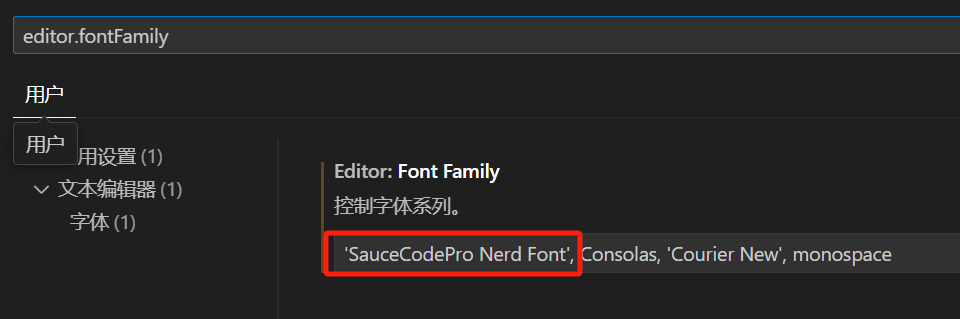 editor.fontFamily
用户
用户
用设置 (1)
文本编辑器 (1)
字体 (1)
Editor: Font Family
控制字体系列。
'SauceCodePro Nerd Font', Consolas, 'Courier New', monospace